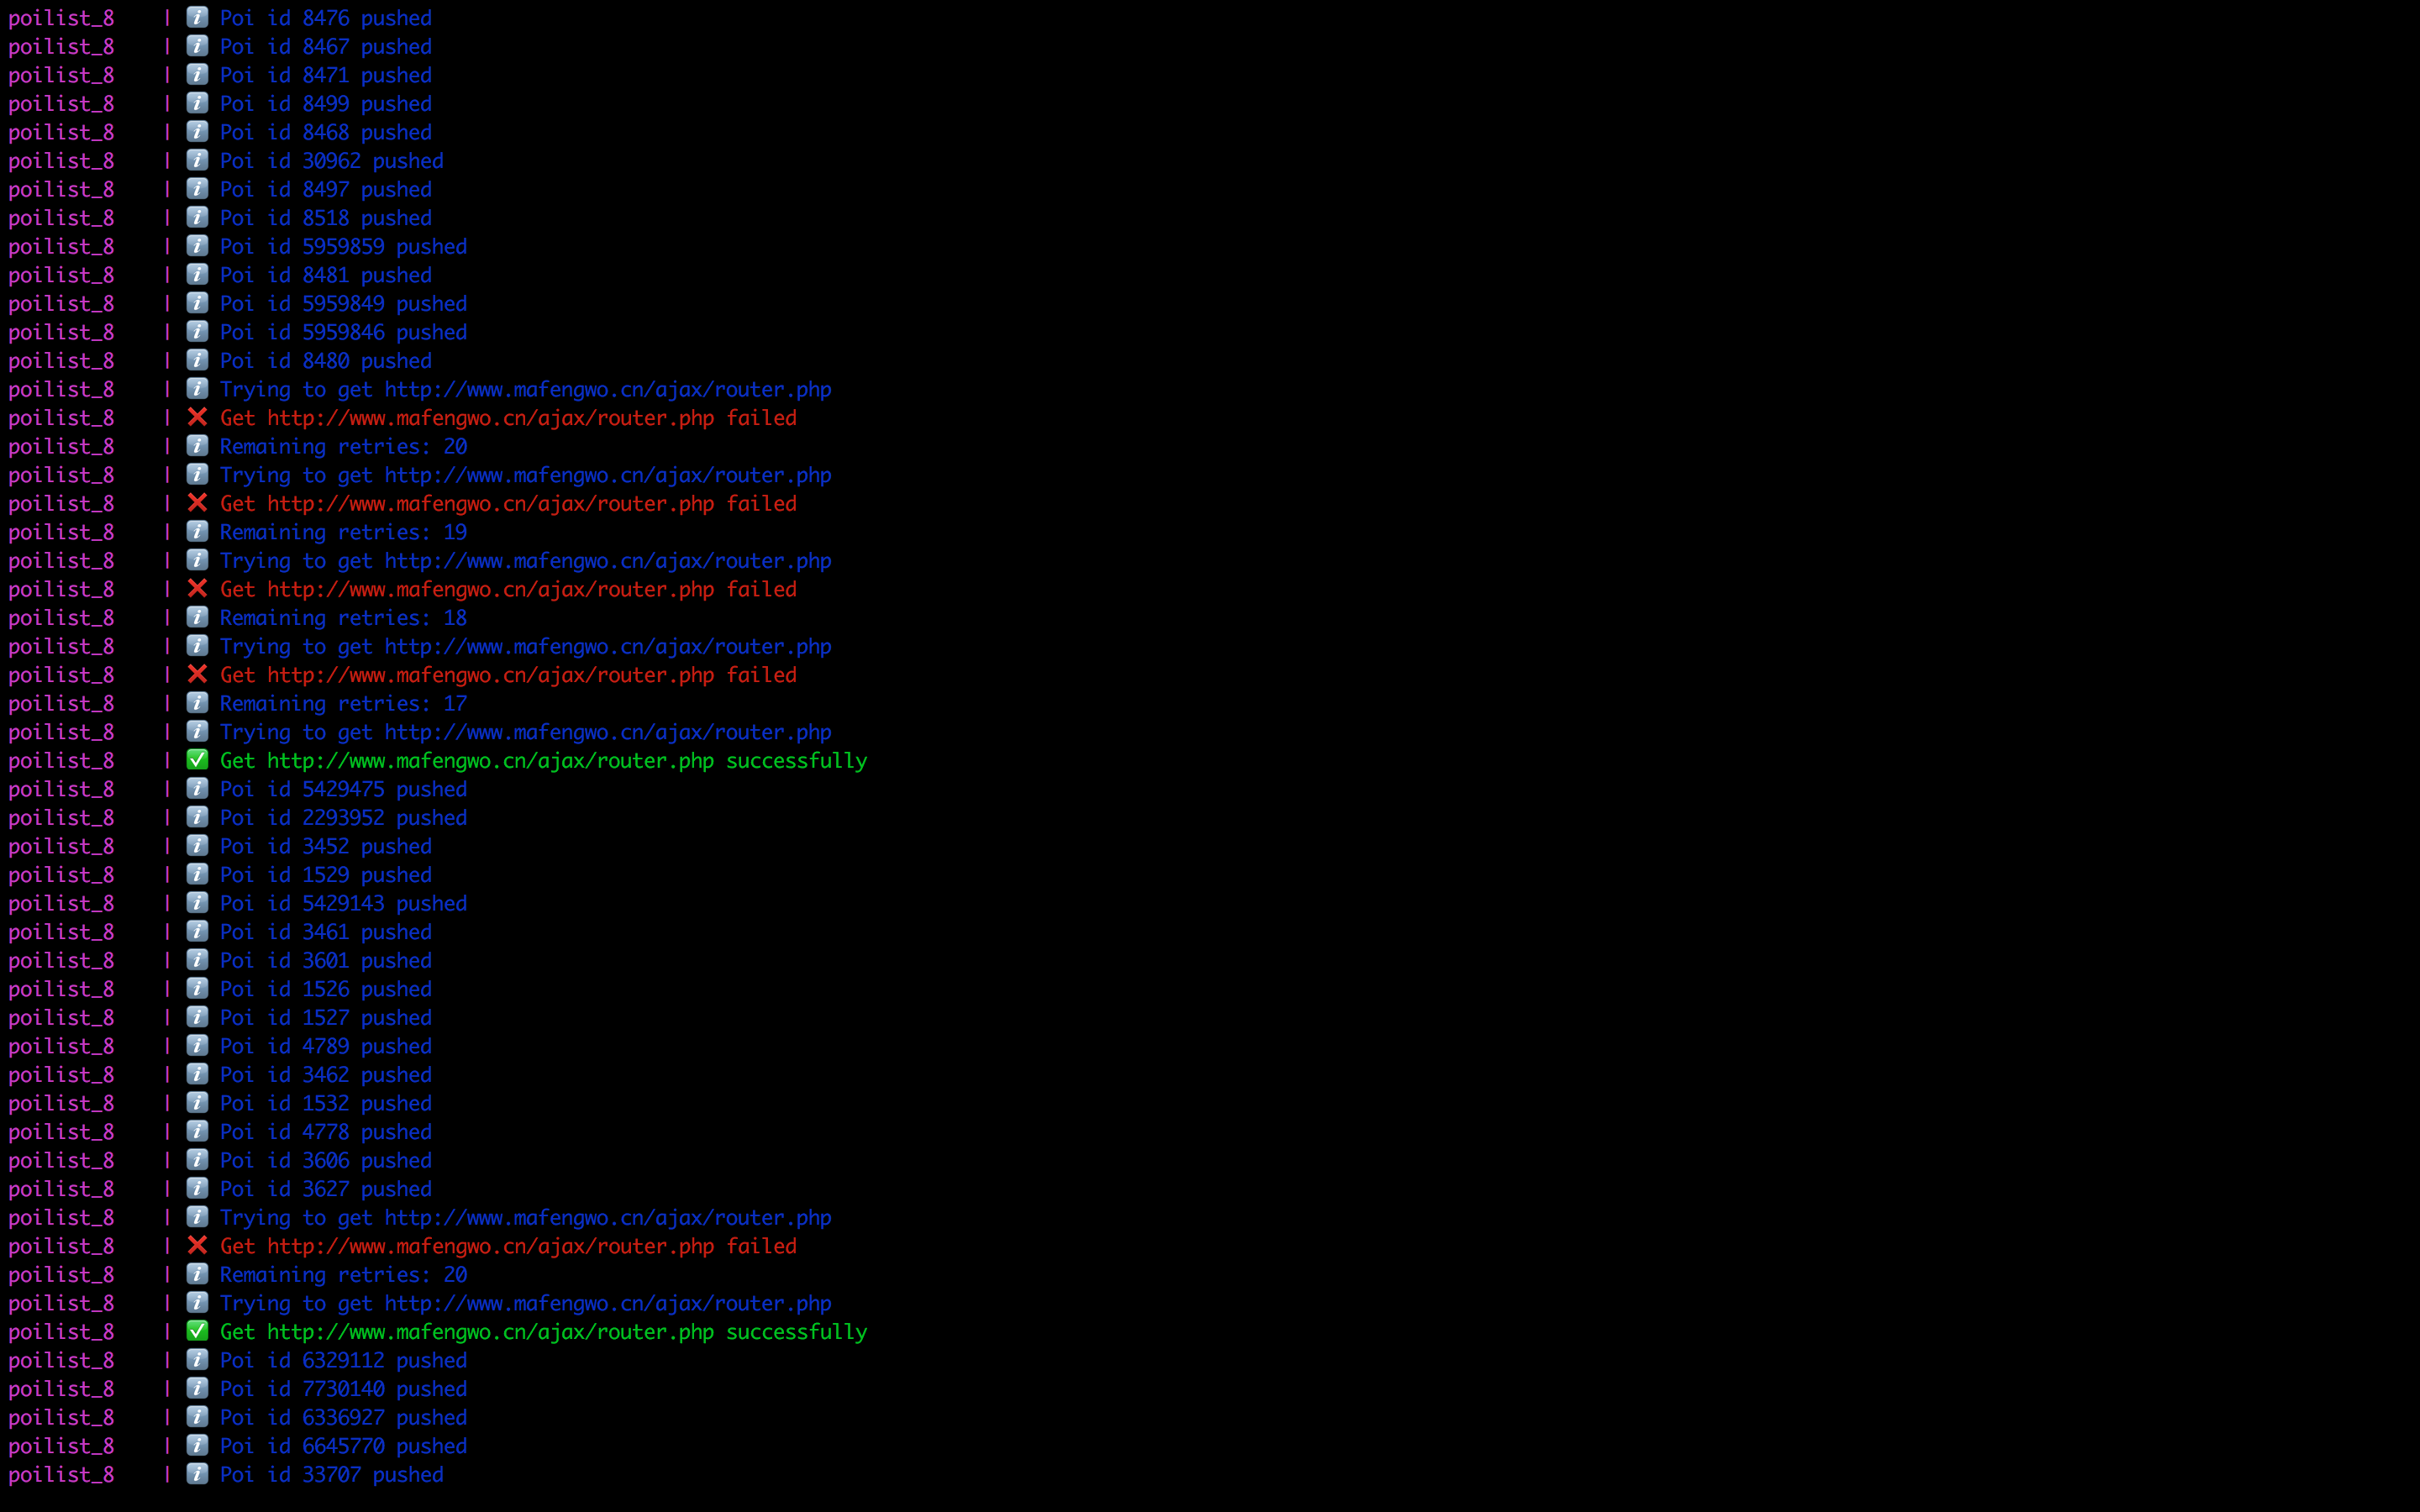 poilist_8 | ℹ️ Poi id 8476 pushed
poilist_8 | ℹ️ Poi id 8467 pushed
poilist_8 | ℹ️ Poi id 8471 pushed
poilist_8 | ℹ️ Poi id 8499 pushed
poilist_8 | ℹ️ Poi id 8468 pushed
poilist_8 | ℹ️ Poi id 30962 pushed
poilist_8 | ℹ️ Poi id 8497 pushed
poilist_8 | ℹ️ Poi id 8518 pushed
poilist_8 | ℹ️ Poi id 5959859 pushed
poilist_8 | ℹ️ Poi id 8481 pushed
poilist_8 | ℹ️ Poi id 5959849 pushed
poilist_8 | ℹ️ Poi id 5959846 pushed
poilist_8 | ℹ️ Poi id 8480 pushed
poilist_8 | ℹ️ Trying to get http://www.mafengwo.cn/ajax/router.php
poilist_8 | ❌ Get http://www.mafengwo.cn/ajax/router.php failed
poilist_8 | ℹ️ Remaining retries: 20
poilist_8 | ℹ️ Trying to get http://www.mafengwo.cn/ajax/router.php
poilist_8 | ❌ Get http://www.mafengwo.cn/ajax/router.php failed
poilist_8 | ℹ️ Remaining retries: 19
poilist_8 | ℹ️ Trying to get http://www.mafengwo.cn/ajax/router.php
poilist_8 | ❌ Get http://www.mafengwo.cn/ajax/router.php failed
poilist_8 | ℹ️ Remaining retries: 18
poilist_8 | ℹ️ Trying to get http://www.mafengwo.cn/ajax/router.php
poilist_8 | ❌ Get http://www.mafengwo.cn/ajax/router.php failed
poilist_8 | ℹ️ Remaining retries: 17
poilist_8 | ℹ️ Trying to get http://www.mafengwo.cn/ajax/router.php
poilist_8 | ✅ Get http://www.mafengwo.cn/ajax/router.php successfully
poilist_8 | ℹ️ Poi id 5429475 pushed
poilist_8 | ℹ️ Poi id 2293952 pushed
poilist_8 | ℹ️ Poi id 3452 pushed
poilist_8 | ℹ️ Poi id 1529 pushed
poilist_8 | ℹ️ Poi id 5429143 pushed
poilist_8 | ℹ️ Poi id 3461 pushed
poilist_8 | ℹ️ Poi id 3601 pushed
poilist_8 | ℹ️ Poi id 1526 pushed
poilist_8 | ℹ️ Poi id 1527 pushed
poilist_8 | ℹ️ Poi id 4789 pushed
poilist_8 | ℹ️ Poi id 3462 pushed
poilist_8 | ℹ️ Poi id 1532 pushed
poilist_8 | ℹ️ Poi id 4778 pushed
poilist_8 | ℹ️ Poi id 3606 pushed
poilist_8 | ℹ️ Poi id 3627 pushed
poilist_8 | ℹ️ Trying to get http://www.mafengwo.cn/ajax/router.php
poilist_8 | ❌ Get http://www.mafengwo.cn/ajax/router.php failed
poilist_8 | ℹ️ Remaining retries: 20
poilist_8 | ℹ️ Trying to get http://www.mafengwo.cn/ajax/router.php
poilist_8 | ✅ Get http://www.mafengwo.cn/ajax/router.php successfully
poilist_8 | ℹ️ Poi id 6329112 pushed
poilist_8 | ℹ️ Poi id 7730140 pushed
poilist_8 | ℹ️ Poi id 6336927 pushed
poilist_8 | ℹ️ Poi id 6645770 pushed
poilist_8 | ℹ️ Poi id 33707 pushed